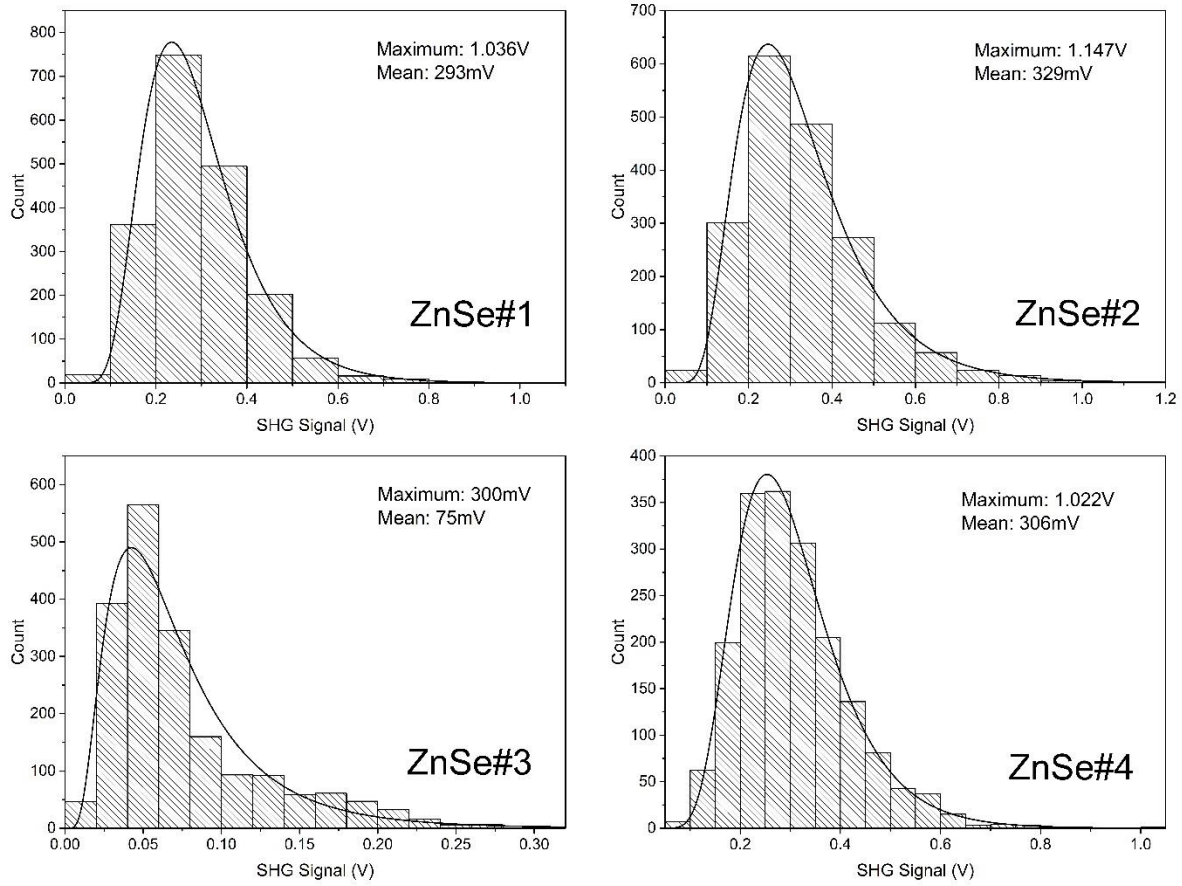 800
700
600
500
400
300
200
100
0
Count
0.0 0.2 0.4 0.6 0.8 1.0
SHG Signal (V)
Maximum: 1.036V
Mean: 293mV
ZnSe#1
700
600
500
400
300
200
100
0
Count
0.0 0.2 0.4 0.6 0.8 1.0 1.2
SHG Signal (V)
Maximum: 1.147V
Mean: 329mV
ZnSe#2
600
500
400
300
200
100
0
Count
0.00 0.05 0.10 0.15 0.20 0.25 0.30
SHG Signal (V)
Maximum: 300mV
Mean: 75mV
ZnSe#3
400
350
300
250
200
150
100
50
0
Count
0.2 0.4 0.6 0.8 1.0
SHG Signal (V)
Maximum: 1.022V
Mean: 306mV
ZnSe#4